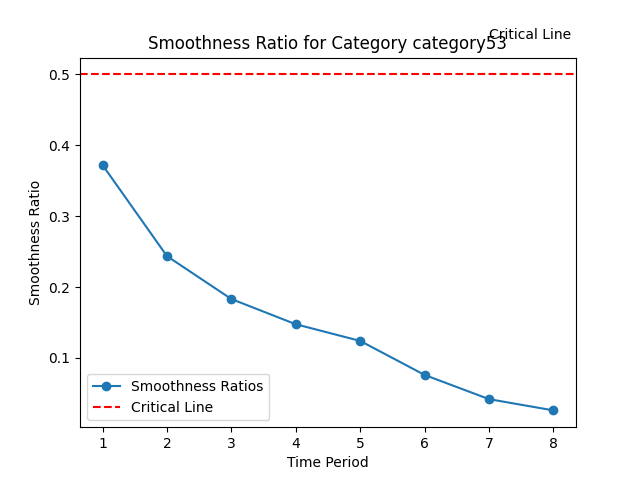 Critical Line
Smoothness Ratio for Category category53
0.5
0.4
0.3
0.2
0.1
Smoothness Ratio
Smoothness Ratios
Critical Line
1 2 3 4 5 6 7 8
Time Period